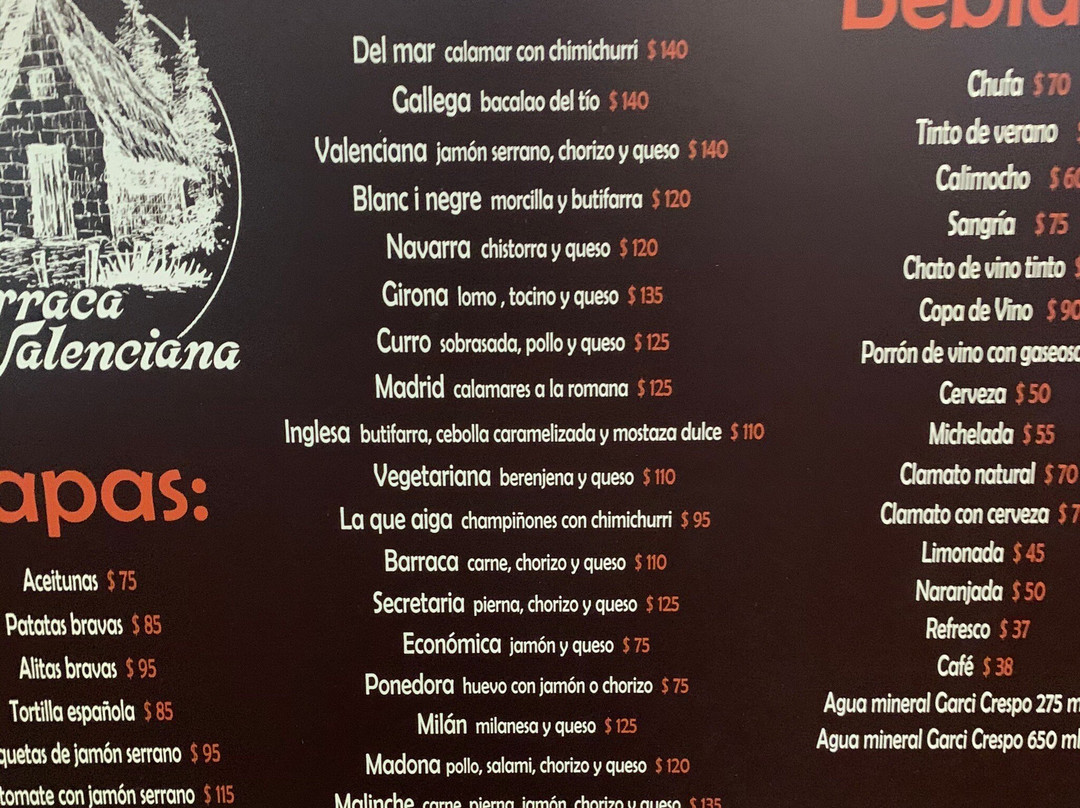 Valenciana
apas:
Aceitunas $75
Patatas bravas $85
Alitas bravas $95
Tortilla española $85
de jamón serrano $95
tomate con jamón serrano $115
Del mar calamar con chimichurri $140
Gallega bacalao del tío $140
Valenciana jamón serrano, chorizo y queso $140
Blanc i negre morcilla y butifarra $120
Navarra chistorra y queso $120
Girona lomo , tocino y queso $135
Curro sobrasada, pollo y queso $125
Madrid calamares a la romana $125
Inglesa butifarra, cebolla caramelizada y mostaza dulce $110
Vegetariana berenjena y queso $110
La que aiga champiñones con chimichurri $95
Barraca carne, chorizo y queso $110
Secretaria pierna, chorizo y queso $125
Económica jamón y queso $75
Ponedora huevo con jamón o chorizo $75
Milán milanesa y queso $125
Madona pollo, salami, chorizo y queso $120
Malinche carne, pierna, jamón, chorizo y queso $135
Chufa $70
Tinto de verano
Calimocho $60
Sangría $75
Chato de vino tinto
Copa de Vino $90
Porrón de vino con
Cerveza $50
Michelada $55
Clamato natural $70
Clamato con cerveza
Limonada $45
Naranjada $50
Refresco $37
Café $38
Agua mineral Garci Crespo 275
Agua mineral Garci Crespo 650 ml